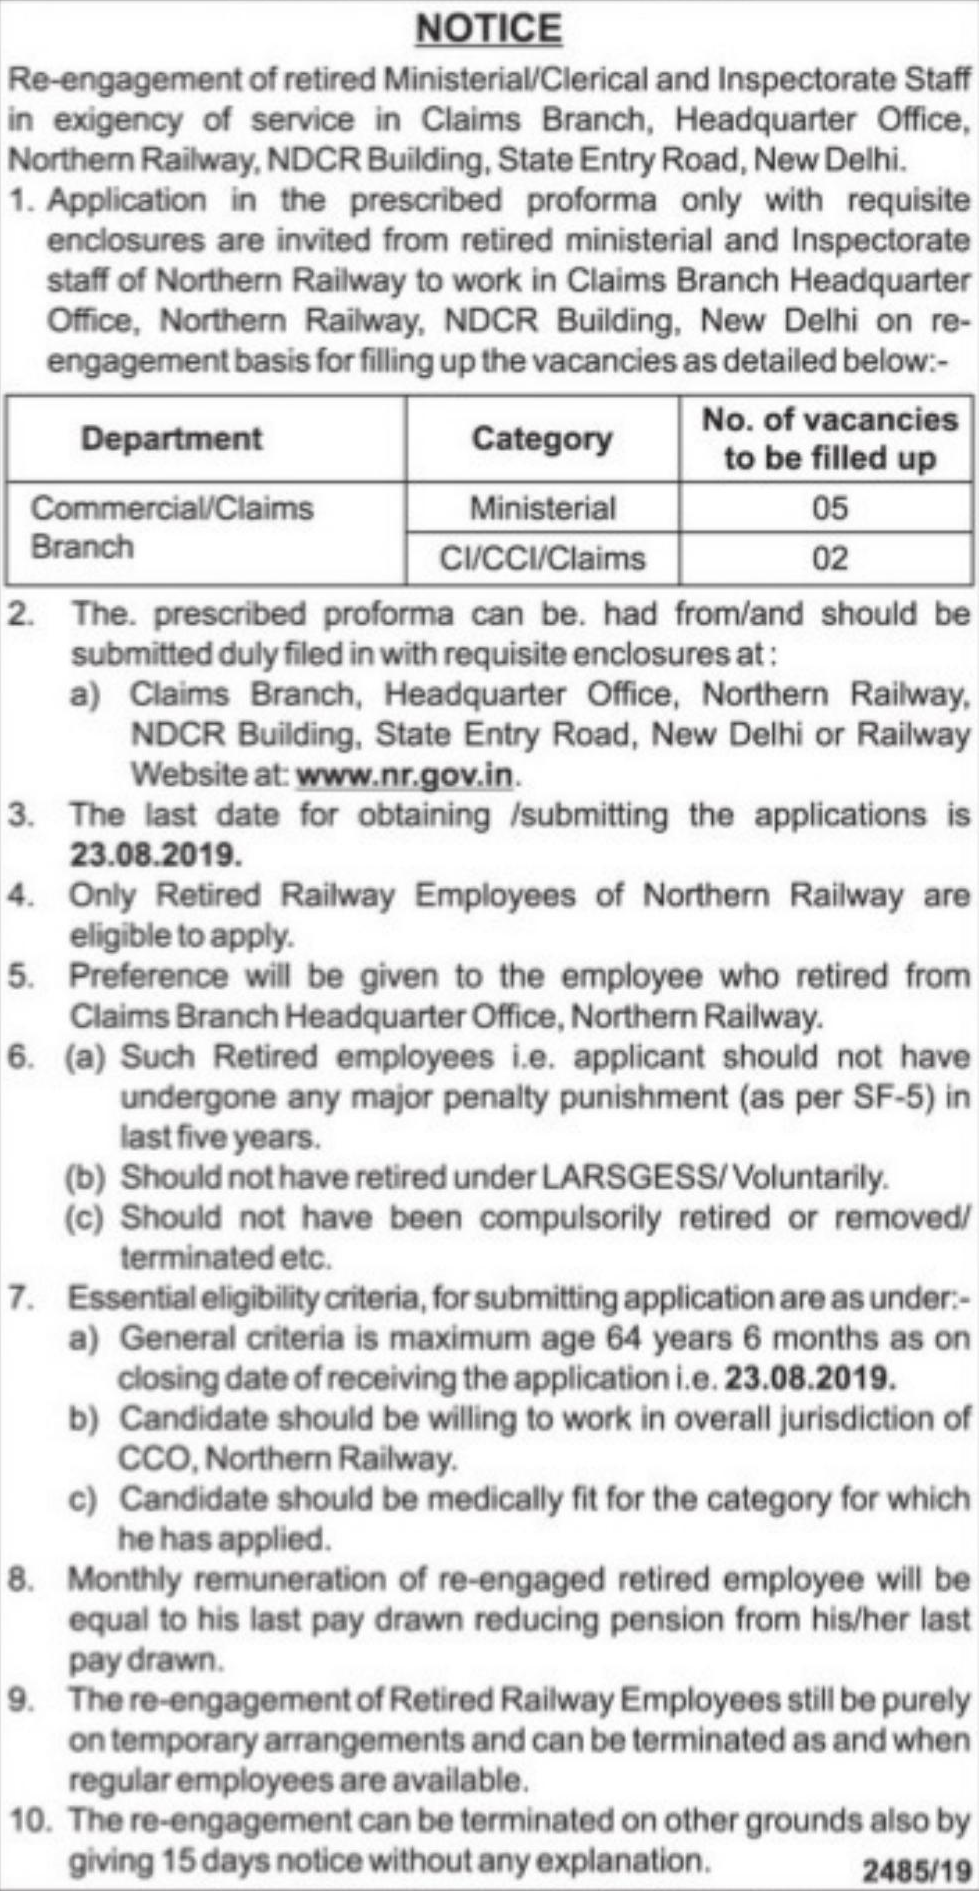 NOTICE
Re-engagement of retired Ministerial/Clerical and Inspectorate Staff
in exigency of service in Claims Branch, Headquarter Office,
Northern Railway, NDCR Building, State Entry Road, New Delhi.
1. Application in the prescribed proforma only with requisite
enclosures are invited from retired ministerial and Inspectorate
staff of Northern Railway to work in Claims Branch Headquarter
Office, Northern Railway, NDCR Building, New Delhi on re-
engagement basis for filling up the vacancies as detailed below:-
Department Category No. of vacancies
to be filled up
Commercial/Claims Ministerial 05
Branch
CI/CCI/Claims 02
2. The. prescribed proforma can be. had from/and should be
submitted duly filed in with requisite enclosures at :
a) Claims Branch, Headquarter Office, Northern Railway,
NDCR Building, State Entry Road, New Delhi or Railway
Website at: www.nr.gov.in.
3. The last date for obtaining /submitting the applications is
23.08.2019.
4. Only Retired Railway Employees of Northern Railway are
eligible to apply.
5. Preference will be given to the employee who retired from
Claims Branch Headquarter Office, Northern Railway.
6. (a) Such Retired employees i.e. applicant should not have
undergone any major penalty punishment (as per SF-5) in
last five years.
(b) Should not have retired under LARSGESS/ Voluntarily.
(c) Should not have been compulsorily retired or removed/
terminated etc.
7. Essential eligibility criteria, for submitting application are as under:-
a) General criteria is maximum age 64 years 6 months as on
closing date of receiving the application i.e. 23.08.2019.
b) Candidate should be willing to work in overall jurisdiction of
CCO, Northern Railway.
c) Candidate should be medically fit for the category for which
he has applied.
8. Monthly remuneration of re-engaged retired employee will be
equal to his last pay drawn reducing pension from his/her last
pay drawn.
9. The re-engagement of Retired Railway Employees still be purely
on temporary arrangements and can be terminated as and when
regular employees are available.
10. The re-engagement can be terminated on other grounds also by
giving 15 days notice without any explanation.
2485/19